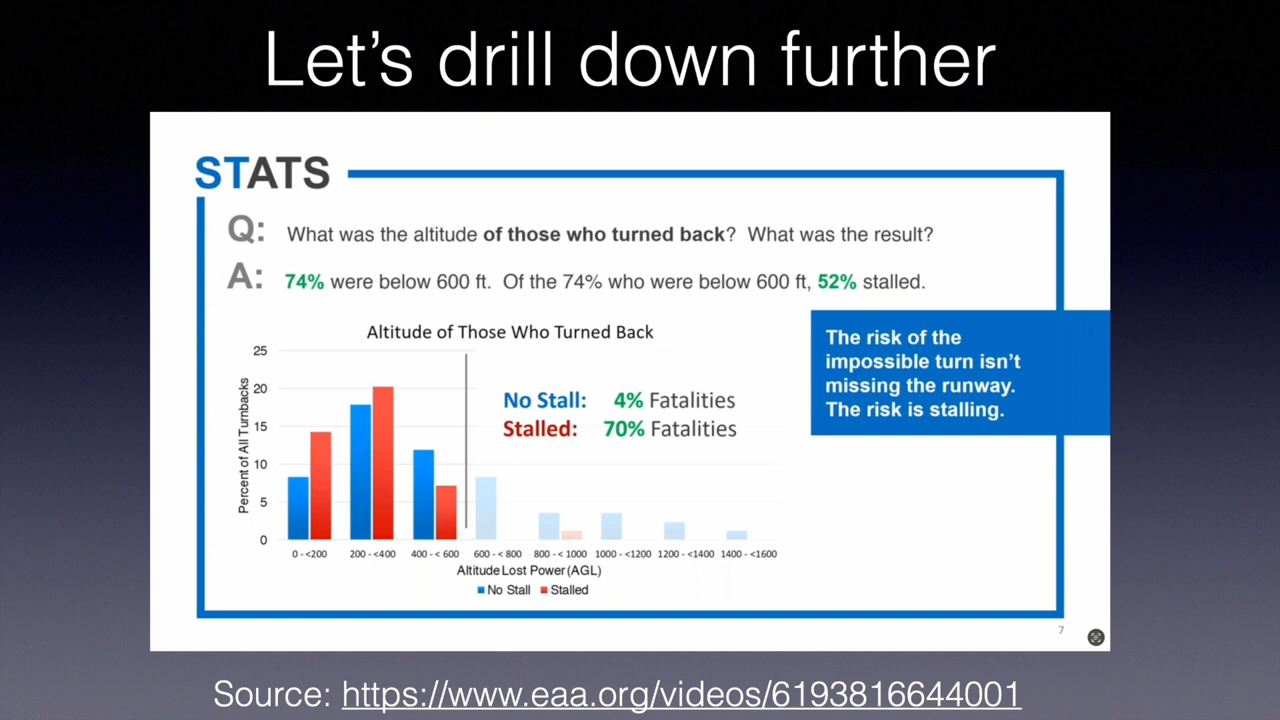 Let's drill down further
STATS
Q: What was the altitude of those who turned back? What was the result?
A: 74% were below 600 ft. Of the 74% who were below 600 ft, 52% stalled.
The risk of the
impossible turn isn't
missing the runway.
The risk is stalling.
Altitude of Those Who Turned Back
No Stall: 4% Fatalities
Stalled: 70% Fatalities
Percent of All Turnbacks
25
20
15
10
5
0
0 - <200 200 - <400 400 - < 600 600 - < 800 800 - < 1000 1000 - <1200 1200 - <1400 1400 - <1600
Altitude Lost Power (AGL)
No Stall Stalled
7
Source: https://www.eaa.org/videos/6193816644001